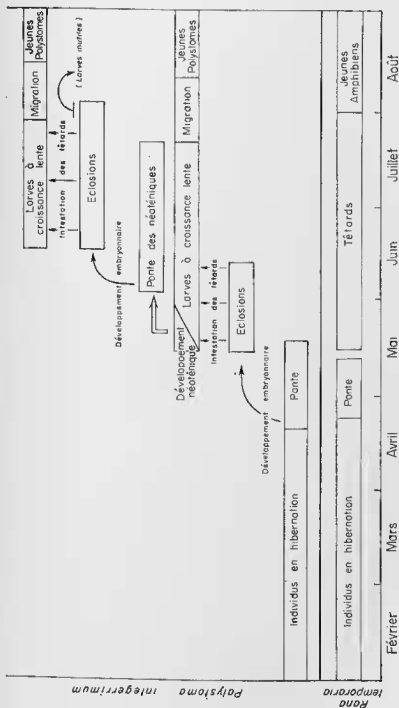 Larves à
croissance lente
Migration
Jeunes
Polystomes
Infestation des têtards
Eclosions
( Larves inutiles )
Développement embryonnaire
Ponte des néoténiques
Développement
néoténique
Larves à croissance lente
Migration
Jeunes
Polystomes
Infestation des têtards
Eclosions
Développement embryonnaire
Individus en hibernation
Ponte
Individus en hibernation
Ponte
Têtards
Jeunes
Amphibiens
Polystoma
integerrimum
Rana
temporaria
Février
Mars
Avril
Mai
Juin
Juillet
Août